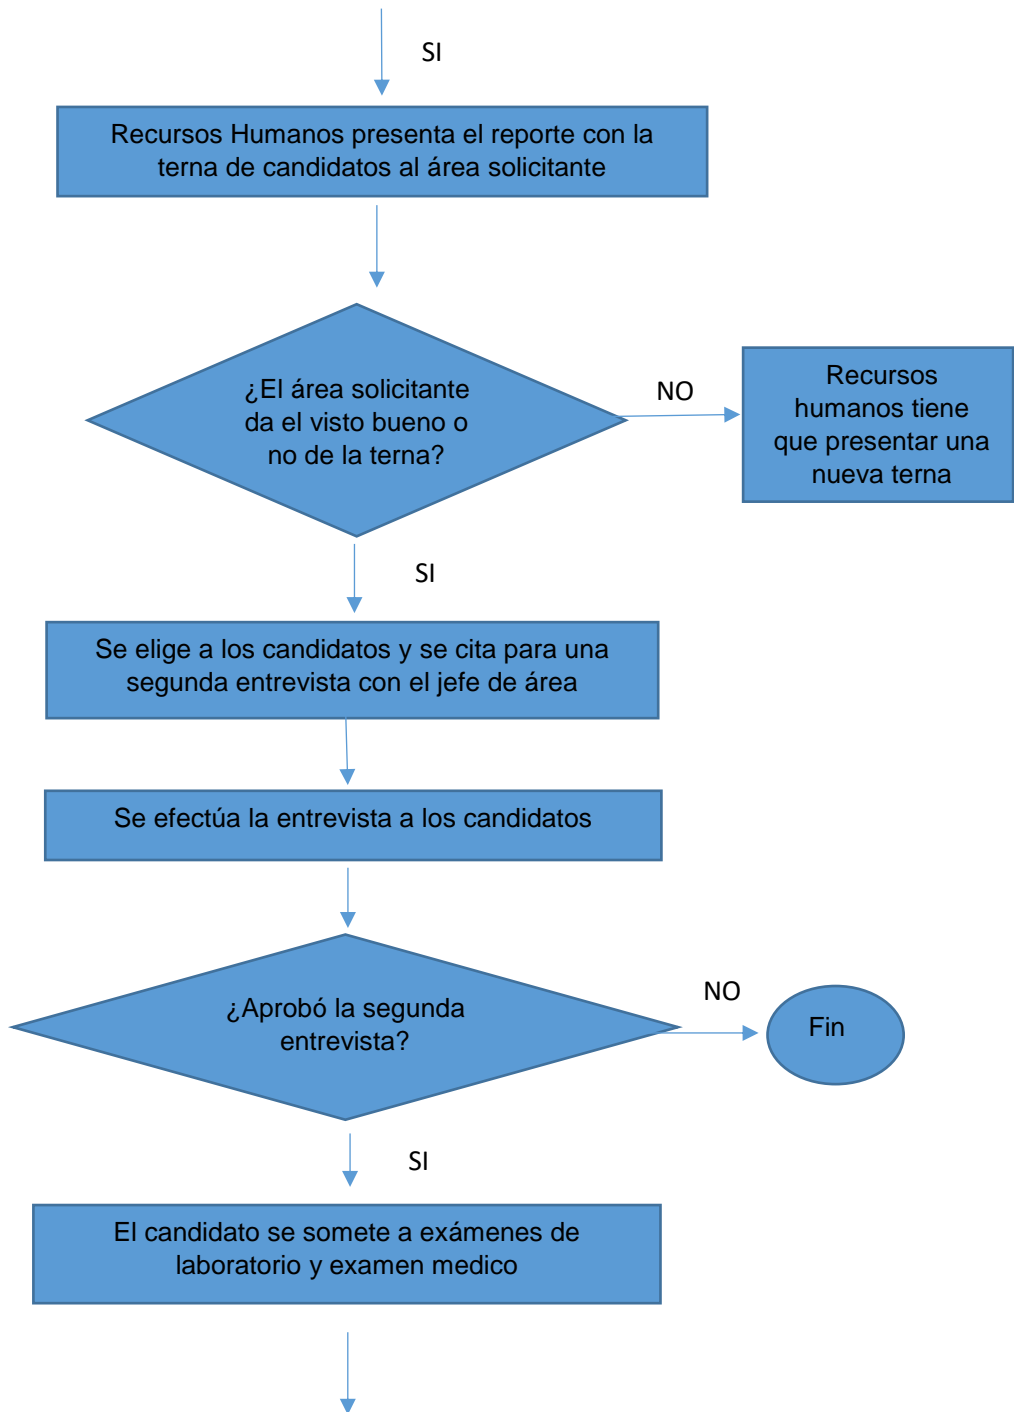 SI
Recursos Humanos presenta el reporte con la
terna de candidatos al área solicitante
¿El área solicitante
da el visto bueno o
no de la terna?
NO
Recursos
humanos tiene
que presentar una
nueva terna
SI
Se elige a los candidatos y se cita para una
segunda entrevista con el jefe de área
Se efectúa la entrevista a los candidatos
¿Aprobó la segunda
entrevista?
NO
Fin
SI
El candidato se somete a exámenes de
laboratorio y examen medico